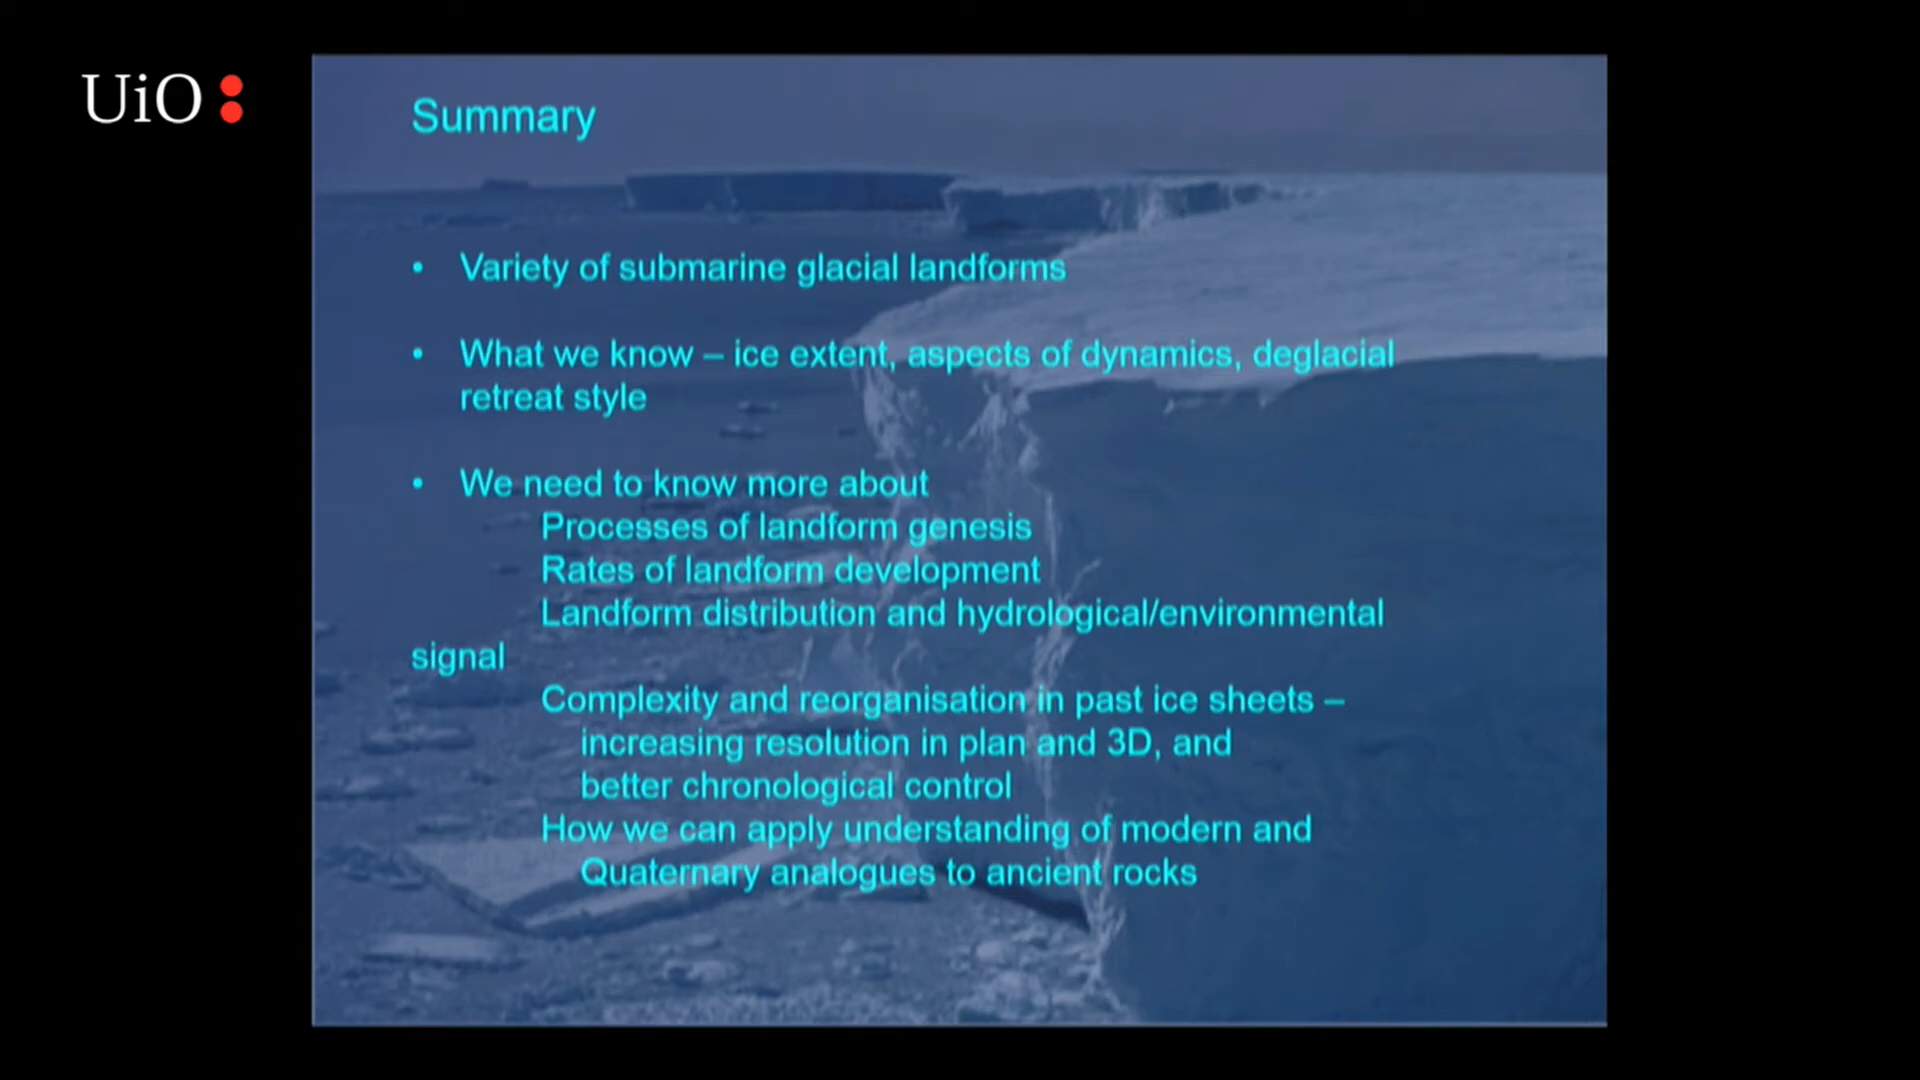 UiO:
Summary
• Variety of submarine glacial landforms
• What we know – ice extent, aspects of dynamics, deglacial
retreat style
• We need to know more about
Processes of landform genesis
Rates of landform development
Landform distribution and hydrological/environmental
signal
Complexity and reorganisation in past ice sheets –
increasing resolution in plan and 3D, and
better chronological control
How we can apply understanding of modern and
Quaternary analogues to ancient rocks